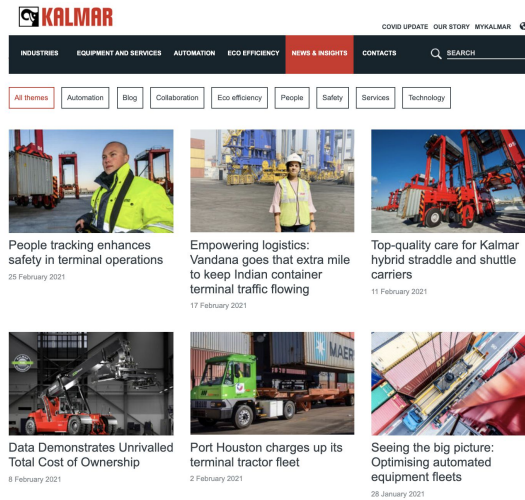 KALMAR
COVID UPDATE OUR STORY MYKALMAR
INDUSTRIES EQUIPMENT AND SERVICES AUTOMATION ECO EFFICIENCY NEWS & INSIGHTS CONTACTS SEARCH
All themes Automation Blog Collaboration Eco efficiency People Safety Services Technology
People tracking enhances
safety in terminal operations
25 February 2021
Empowering logistics:
Vandana goes that extra mile
to keep Indian container
terminal traffic flowing
17 February 2021
Top-quality care for Kalmar
hybrid straddle and shuttle
carriers
11 February 2021
MAER
Data Demonstrates Unrivalled
Total Cost of Ownership
8 February 2021
Port Houston charges up its
terminal tractor fleet
2 February 2021
Seeing the big picture:
Optimising automated
equipment fleets
28 January 2021